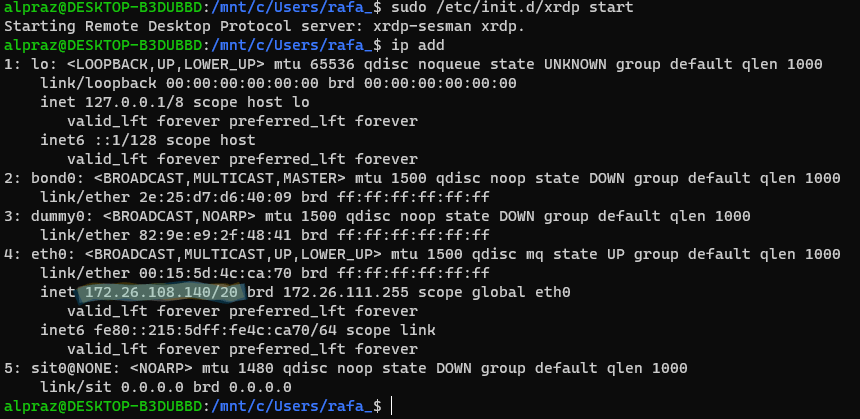 alpraz@DESKTOP-B3DUBBD:/mnt/c/Users/rafa_$ sudo /etc/init.d/xrdp start
Starting Remote Desktop Protocol server: xrdp-sesman xrdp.
alpraz@DESKTOP-B3DUBBD:/mnt/c/Users/rafa_$ ip add
1: lo: <LOOPBACK,UP,LOWER_UP> mtu 65536 qdisc noqueue state UNKNOWN group default qlen 1000
    link/loopback 00:00:00:00:00:00 brd 00:00:00:00:00:00
    inet 127.0.0.1/8 scope host lo
       valid_lft forever preferred_lft forever
    inet6 ::1/128 scope host
       valid_lft forever preferred_lft forever
2: bond0: <BROADCAST,MULTICAST,MASTER> mtu 1500 qdisc noop state DOWN group default qlen 1000
    link/ether 2e:25:d7:d6:40:09 brd ff:ff:ff:ff:ff:ff
3: dummy0: <BROADCAST,NOARP> mtu 1500 qdisc noop state DOWN group default qlen 1000
    link/ether 82:9e:e9:2f:48:41 brd ff:ff:ff:ff:ff:ff
4: eth0: <BROADCAST,MULTICAST,UP,LOWER_UP> mtu 1500 qdisc mq state UP group default qlen 1000
    link/ether 00:15:5d:4c:ca:70 brd ff:ff:ff:ff:ff:ff
    inet 172.26.108.140/20 brd 172.26.111.255 scope global eth0
       valid_lft forever preferred_lft forever
    inet6 fe80::215:5dff:fe4c:ca70/64 scope link
       valid_lft forever preferred_lft forever
5: sit0@NONE: <NOARP> mtu 1480 qdisc noop state DOWN group default qlen 1000
    link/sit 0.0.0.0 brd 0.0.0.0
alpraz@DESKTOP-B3DUBBD:/mnt/c/Users/rafa_$